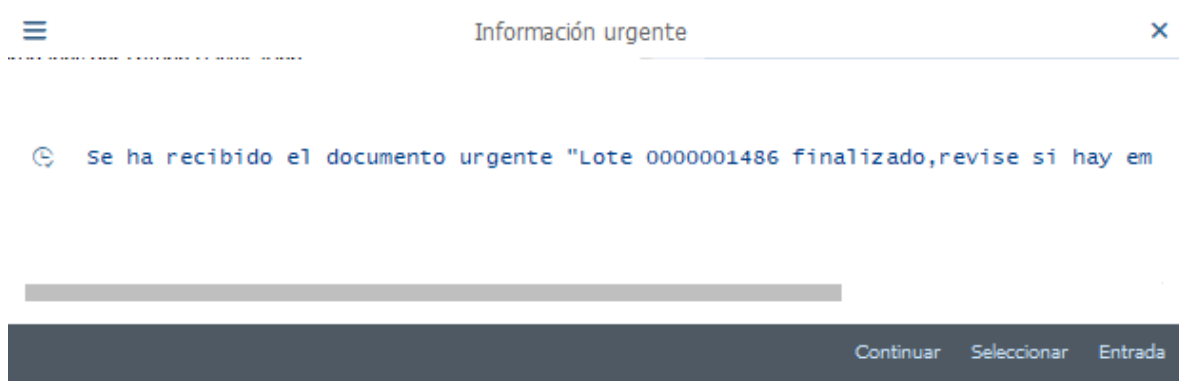 Información urgente
Se ha recibido el documento urgente "Lote 0000001486 finalizado,revise si hay em
Continuar Seleccionar Entrada